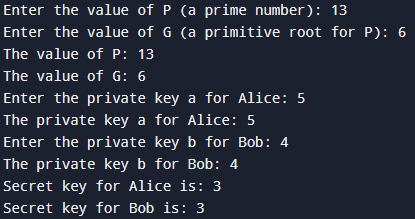 Enter the value of P (a prime number): 13
Enter the value of G (a primitive root for P): 6
The value of P: 13
The value of G: 6
Enter the private key a for Alice: 5
The private key a for Alice: 5
Enter the private key b for Bob: 4
The private key b for Bob: 4
Secret key for Alice is: 3
Secret key for Bob is: 3